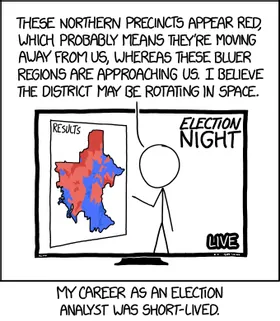 THESE NORTHERN PRECINCTS APPEAR RED,
WHICH PROBABLY MEANS THEY'RE MOVING
AWAY FROM US, WHEREAS THESE BLUER
REGIONS ARE APPROACHING US. I BELIEVE
THE DISTRICT MAY BE ROTATING IN SPACE.
RESULTS
ELECTION
NIGHT
LIVE
MY CAREER AS AN ELECTION
ANALYST WAS SHORT-LIVED.